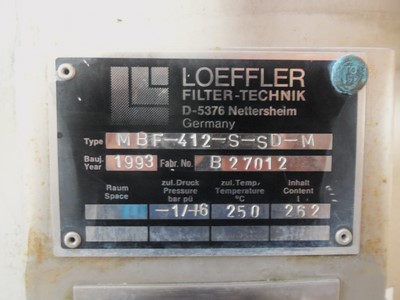 LOEFFLER
FILTER-TECHNIK
D-5376 Nettersheim
Germany
Type MBF-412-S-SD-M
Bauj. Year 1993 Fabr. No. B 27012
Raum Space
zul. Druck Pressure bar pü
zul. Temp. Temperature °C
Inhalt Content l
-1/+6 250 262